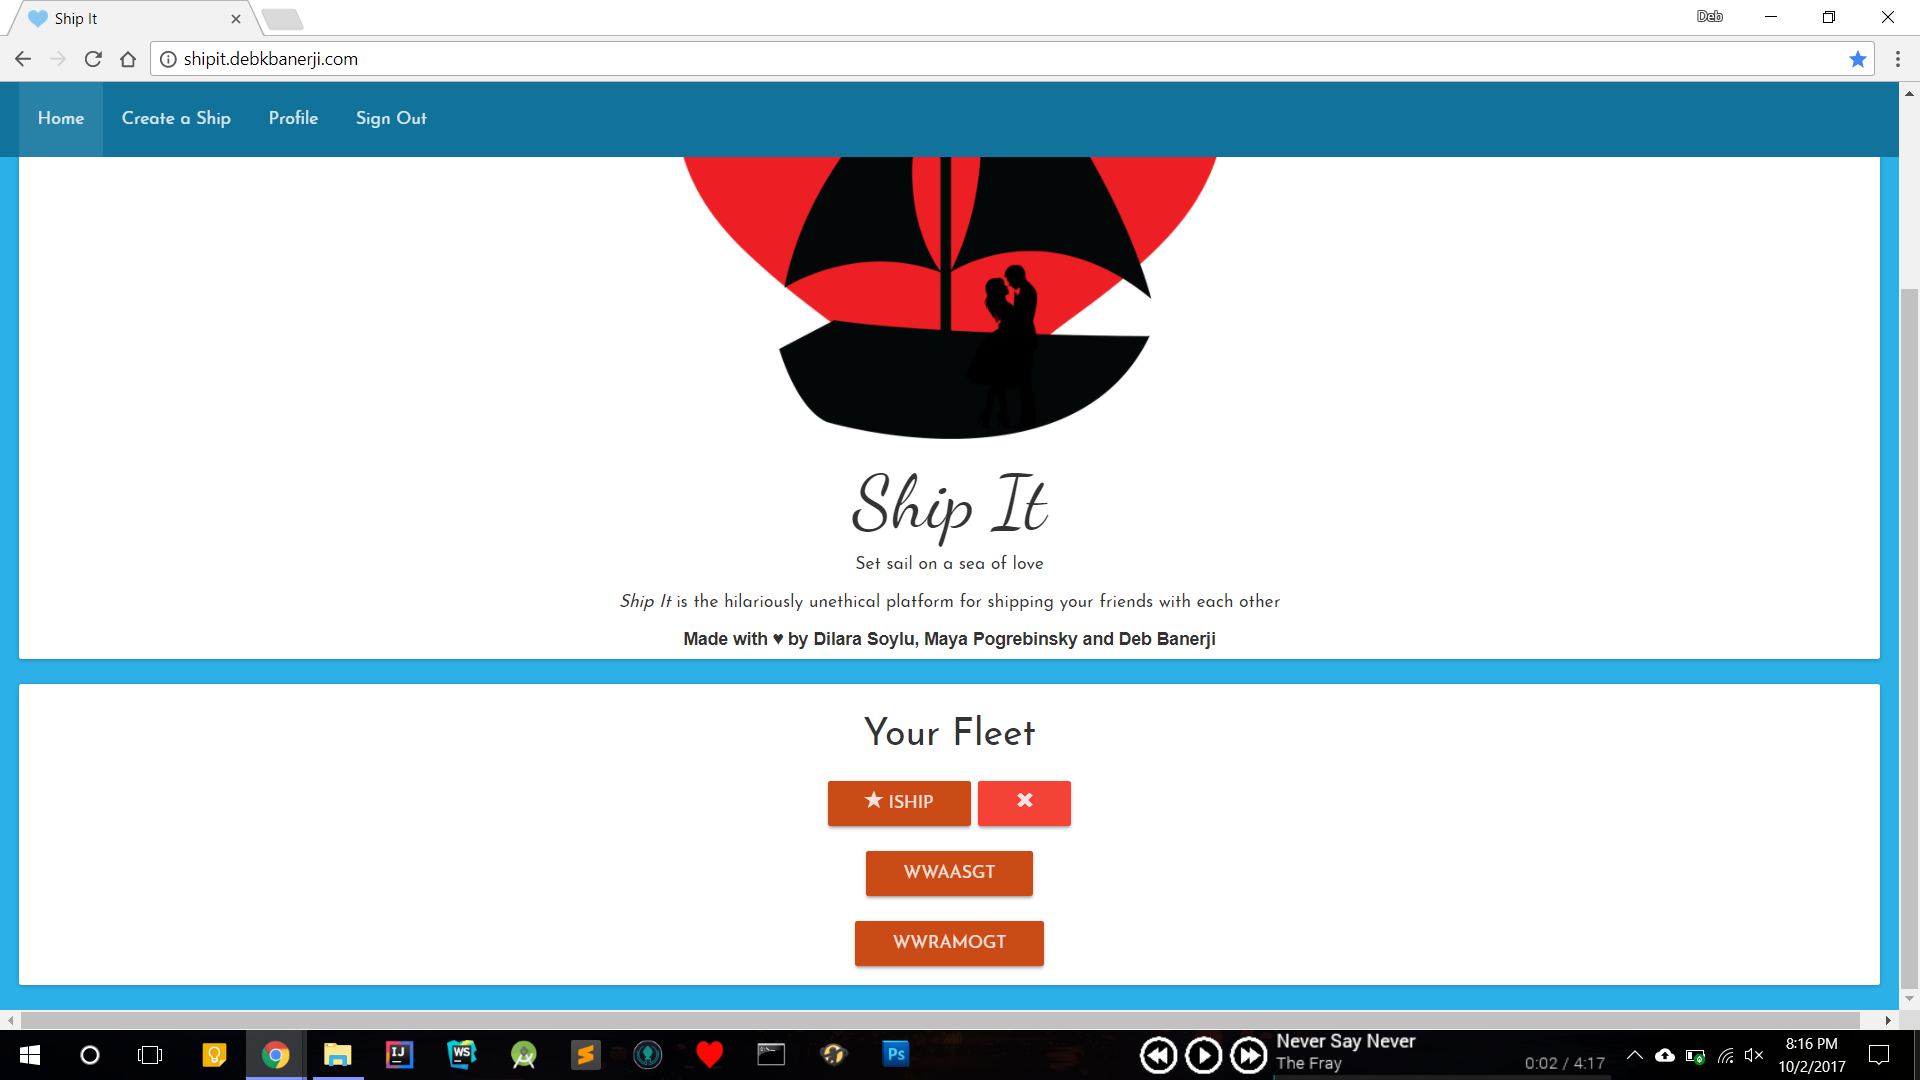 Ship It
Deb
shipit.debkbanerji.com
Home
Create a Ship
Profile
Sign Out
Ship It
Set sail on a sea of love
Ship It is the hilariously unethical platform for shipping your friends with each other
Made with ♥ by Dilara Soylu, Maya Pogrebinsky and Deb Banerji
Your Fleet
★ ISHIP ✖
WWAASGT
WWRAMOGT
IJ
WS
Ps
Never Say Never
The Fray
0:02 / 4:17
8:16 PM
10/2/2017